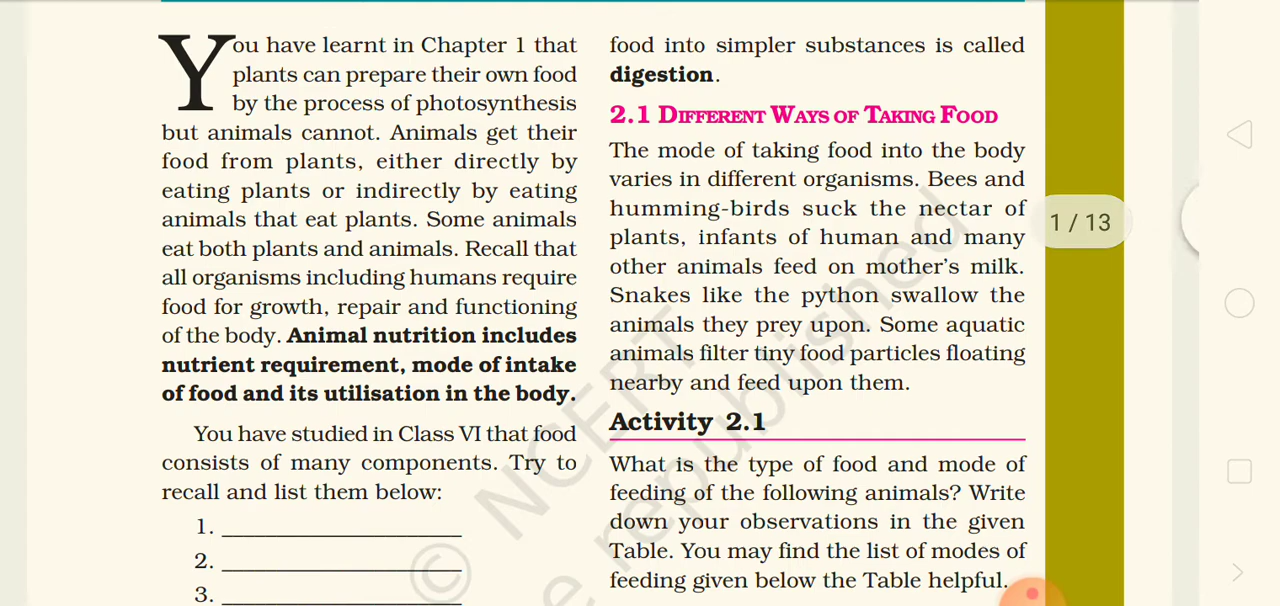 You have learnt in Chapter 1 that
plants can prepare their own food
by the process of photosynthesis
but animals cannot. Animals get their
food from plants, either directly by
eating plants or indirectly by eating
animals that eat plants. Some animals
eat both plants and animals. Recall that
all organisms including humans require
food for growth, repair and functioning
of the body. Animal nutrition includes
nutrient requirement, mode of intake
of food and its utilisation in the body.
You have studied in Class VI that food
consists of many components. Try to
recall and list them below:
1. ____________________
2. ____________________
3. ____________________
food into simpler substances is called
digestion.
2.1 DIFFERENT WAYS OF TAKING FOOD
The mode of taking food into the body
varies in different organisms. Bees and
humming-birds suck the nectar of
plants, infants of human and many
other animals feed on mother's milk.
Snakes like the python swallow the
animals they prey upon. Some aquatic
animals filter tiny food particles floating
nearby and feed upon them.
Activity 2.1
What is the type of food and mode of
feeding of the following animals? Write
down your observations in the given
Table. You may find the list of modes of
feeding given below the Table helpful.
1 / 13
© NCERT
republished